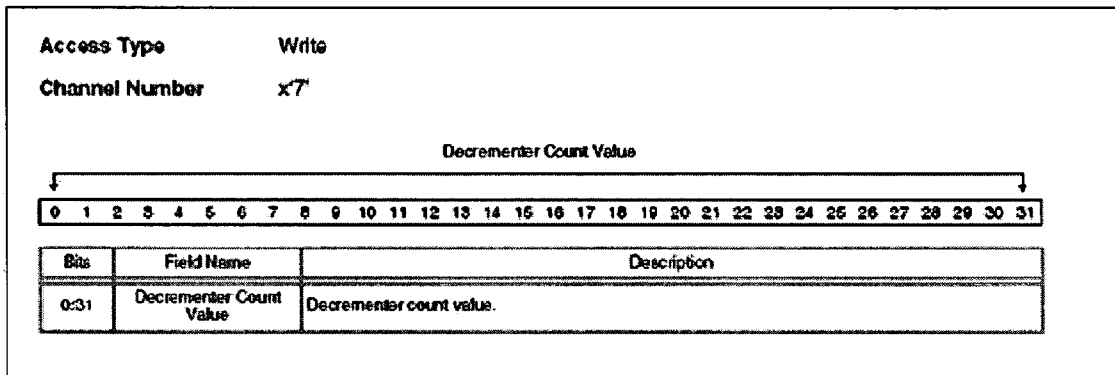 Access Type Write
Channel Number x'7'
Decrementer Count Value
0 1 2 3 4 5 6 7 8 9 10 11 12 13 14 15 16 17 18 19 20 21 22 23 24 25 26 27 28 29 30 31
Bits Field Name Description
0:31 Decrementer Count Value Decrementer count value.